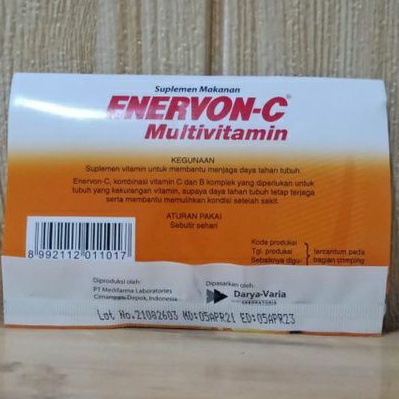 Suplemen Makanan
ENERVON-C®
Multivitamin
KEGUNAAN
Suplemen vitamin untuk membantu menjaga daya tahan tubuh.
Enervon-C, kombinasi vitamin C dan B komplek yang diperlukan untuk
tubuh yang kekurangan vitamin, supaya daya tahan tubuh tetap terjaga
serta membantu memulihkan kondisi setelah sakit.
ATURAN PAKAI
Sebutir sehari
Kode produksi
Tgl. produksi
Sebaiknya digu-
tercantum pada
bagian crimping
8 992112 011017
Diproduksi oleh:
PT Medifarma Laboratories
Cimanggis, Depok, Indonesia
Dipasarkan oleh:
Darya-Varia
LABORATORIA
Lot No.21082603 MD:05APR21 ED:05APR23